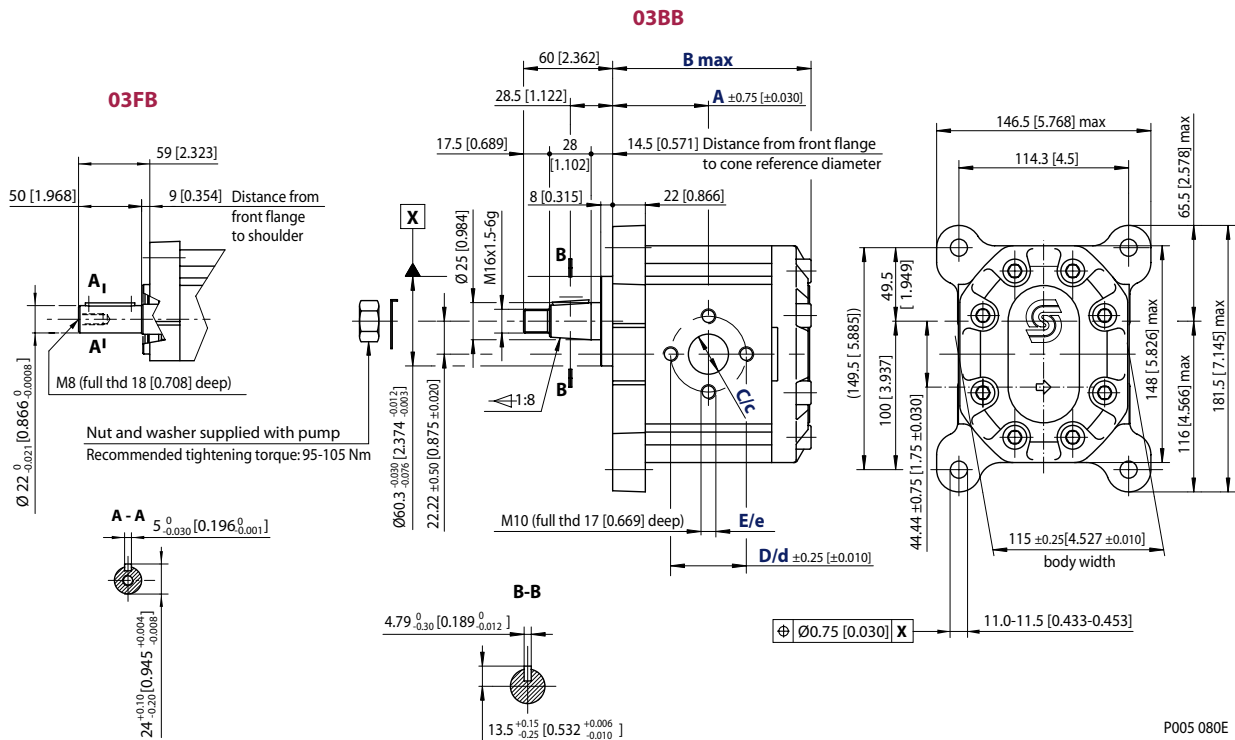 03BB
03FB
60 [2.362]
B max
28.5 [1.122]
A ±0.75 [±0.030]
17.5 [0.689]
28
[1.102]
14.5 [0.571] Distance from front flange
to cone reference diameter
8 [0.315]
22 [0.866]
59 [2.323]
50 [1.968]
9 [0.354] Distance from
front flange
to shoulder
X
Ø 25 [0.984]
M16x1.5-6g
B
B
A
A
Ø 22 0 -0.021 [0.866 0 -0.0008]
M8 (full thd 18 [0.708] deep)
Nut and washer supplied with pump
Recommended tightening torque: 95-105 Nm
1:8
C/c
Ø60.3 -0.030 -0.076 [2.374 -0.012 -0.003]
22.22 ±0.50 [0.875 ±0.020]
M10 (full thd 17 [0.669] deep)
E/e
D/d ±0.25 [±0.010]
A - A
5 0 -0.030 [0.196 0 -0.001]
24 +0.10 -0.20 [0.945 +0.004 -0.008]
B-B
4.79 0 -0.30 [0.189 0 -0.012 ]
13.5 +0.15 -0.25 [0.532 +0.006 -0.010 ]
146.5 [5.768] max
114.3 [4.5]
65.5 [2.578] max
49.5
[ 1.949]
(149.5 [5.885])
100 [3.937]
44.44 ±0.75 [1.75 ±0.030]
148 [5.826] max
116 [4.566] max
181.5 [7.145] max
115 ±0.25[4.527 ±0.010]
body width
⌖ Ø0.75 [0.030] X
11.0-11.5 [0.433-0.453]
P005 080E